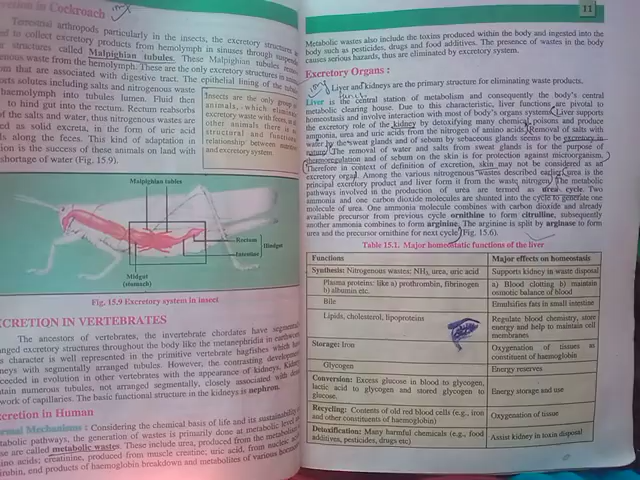 cretion in Cockroach
Terrestrial arthropods particularly in the insects, the excretory structures
ed to collect excretory products from hemolymph in sinuses through
structures called Malpighian tubules. These Malpighian tubules
enous waste from the hemolymph. These are the only excretory structures in
om that are associated with digestive tract. The epithelial lining of the
ports solutes including salts and nitrogenous waste
haemolymph into tubules lumen. Fluid then
to hind gut into the rectum. Rectum reabsorbs
of the salts and water, thus nitrogenous wastes are
ed as solid excreta, in the form of uric acid
along the feces. This kind of adaptation in
ion is the success of these animals on land with
shortage of water (Fig. 15.9).
Insects are the only group of
animals, which eliminate
excretory waste with feces, in all
other animals there is no
structural and functional
relationship between
and excretory system
Malpighian tubules
Rectum
Hindgut
Intestine
Midgut
(stomach)
Fig. 15.9 Excretory system in insect
XCRETION IN VERTEBRATES
The ancestors of vertebrates, the invertebrate chordates have
anged excretory structures throughout the body like the metanephridia in earthworm
s character is well represented in the primitive vertebrate hagfishes which have
neys with segmentally arranged tubules. However, the contrasting development
ceeded in evolution in other vertebrates with the appearance of kidneys. Kidneys
ntain numerous tubules, not arranged segmentally, closely associated with
work of capillaries. The basic functional structure in the kidneys is nephron.
cretion in Human
Mechanisms : Considering the chemical basis of life and its sustainability
tabolic pathways, the generation of wastes is primarily done at metabolic level
se are called metabolic wastes. These include urea, produced from the metabolism
ino acids; creatinine, produced from muscle creatine; uric acid, from nucleic
irubin, end products of haemoglobin breakdown and metabolites of various
11
Metabolic wastes also include the toxins produced within the body and ingested into the
body such as pesticides, drugs and food additives. The presence of wastes in the body
causes serious hazards, thus are eliminated by excretory system.
Excretory Organs :
Liver and kidneys are the primary structure for eliminating waste products.
Liver is the central station of metabolism and consequently the body's central
metabolic clearing house. Due to this characteristic, liver functions are pivotal to
homeostasis and involve interaction with most of body's organs systems. Liver supports
the excretory role of the kidney by detoxifying many chemical poisons and produce
ammonia, urea and uric acids from the nitrogen of amino acids. Removal of salts with
water by the sweat glands and of sebum by sebaceous glands seems to be excretory in
nature. The removal of water and salts from sweat glands is for the purpose of
thermoregulation and of sebum on the skin is for protection against microorganism.
Therefore in context of definition of excretion, skin may not be considered as an
excretory organ. Among the various nitrogenous wastes described earlier, urea is the
principal excretory product and liver form it from the waste nitrogen. The metabolic
pathways involved in the production of urea are termed as urea cycle. Two
ammonia and one carbon dioxide molecules are shunted into the cycle to generate one
molecule of urea. One ammonia molecule combines with carbon dioxide and already
available precursor from previous cycle ornithine to form citrulline, subsequently
another ammonia combines to form arginine. The arginine is split by arginase to form
urea and the precursor ornithine for next cycle (Fig. 15.6).
Table 15.1. Major homeostatic functions of the liver
Functions Major effects on homeostasis
Synthesis: Nitrogenous wastes: NH3, urea, uric acid Supports kidney in waste disposal
Plasma proteins: like a) prothrombin, fibrinogen a) Blood clotting b) maintain
b) albumin etc. osmotic balance of blood
Bile Emulsifies fats in small intestine
Lipids, cholesterol, lipoproteins Regulate blood chemistry, store
energy and help to maintain cell
membranes
Storage: Iron Oxygenation of tissues as
constituent of haemoglobin
Glycogen Energy reserves
Conversion: Excess glucose in blood to glycogen,
lactic acid to glycogen and stored glycogen to Energy storage and use
glucose.
Recycling: Contents of old red blood cells (e.g., iron Oxygenation of tissue
and other constituents of haemoglobin)
Detoxification: Many harmful chemicals (e.g., food Assist kidney in toxin disposal
additives, pesticides, drugs etc)